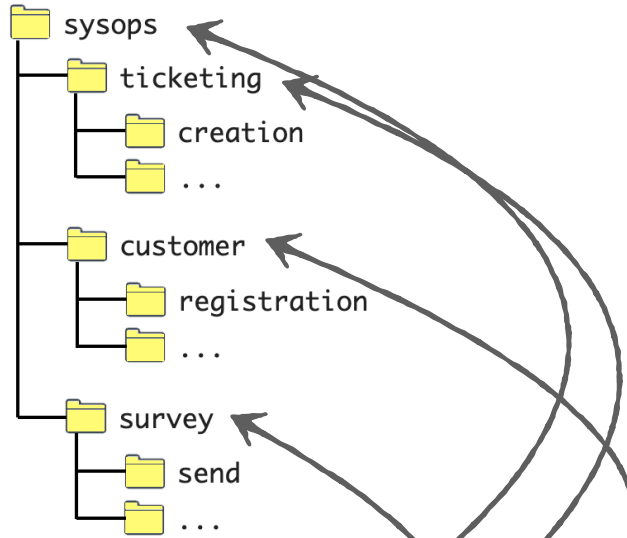 sysops
ticketing
creation
...
customer
registration
...
survey
send
...